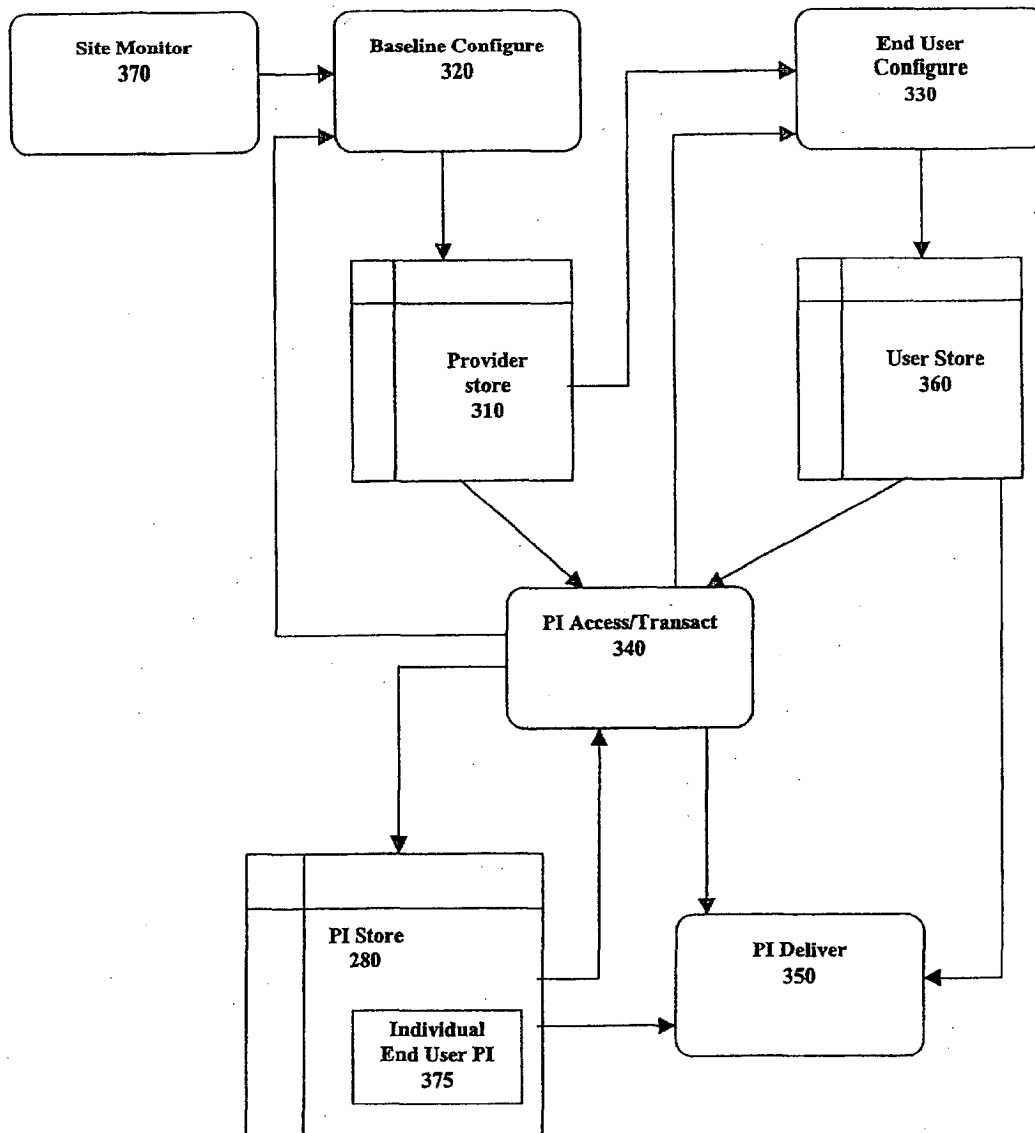 Site Monitor
370
Baseline Configure
320
End User
Configure
330
Provider
store
310
User Store
360
PI Access/Transact
340
PI Store
280
Individual
End User PI
375
PI Deliver
350